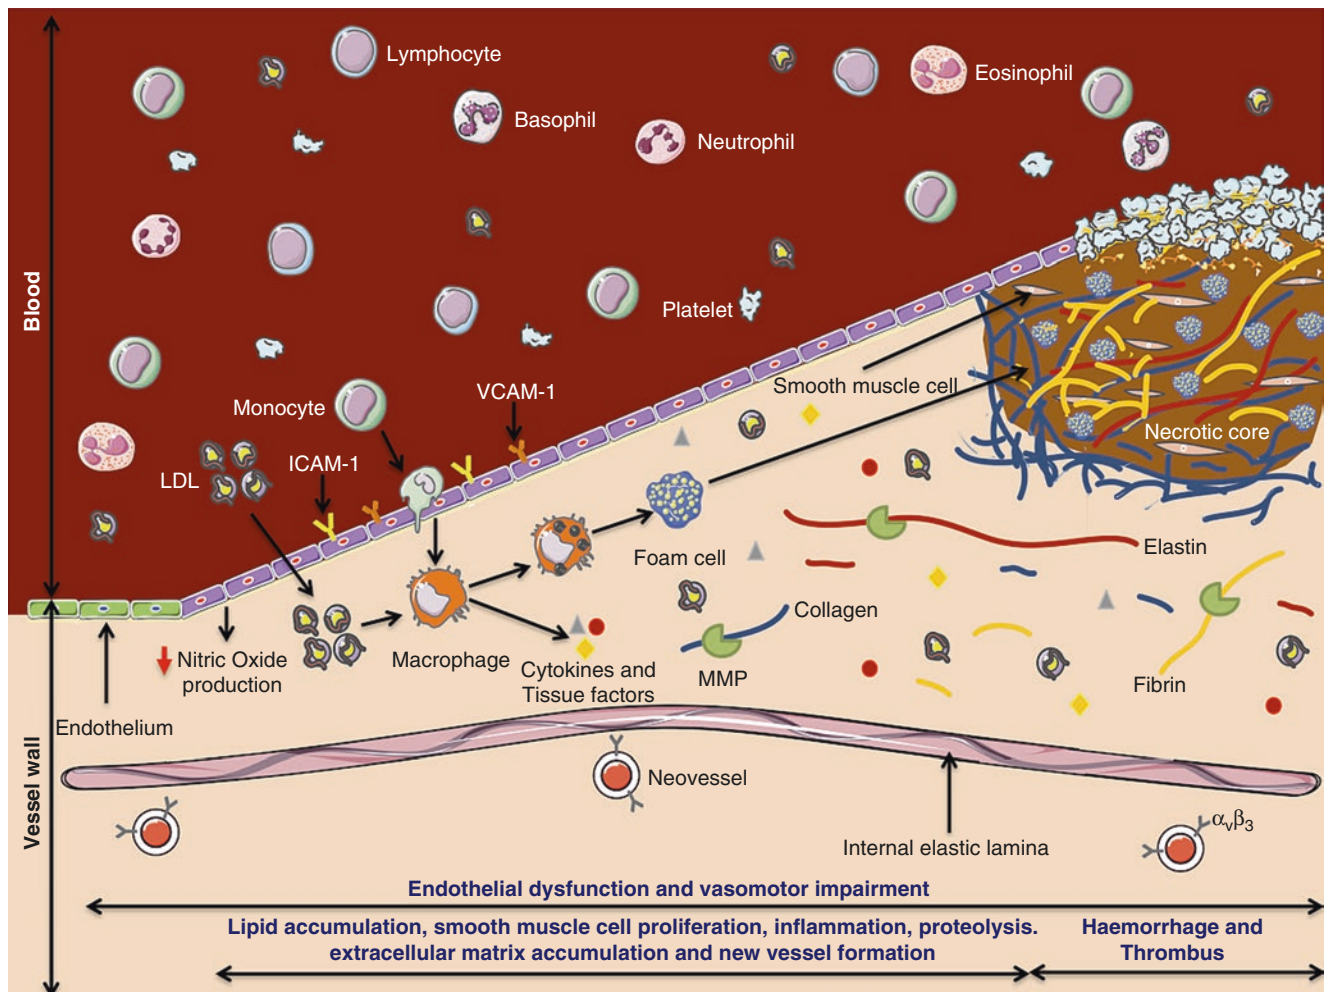 Lymphocyte
Eosinophil
Basophil
Neutrophil
Blood
Platelet
Smooth muscle cell
VCAM-1
Monocyte
Necrotic core
ICAM-1
LDL
Foam cell
Elastin
Collagen
Nitric Oxide
production
Macrophage
Cytokines and
Tissue factors
MMP
Fibrin
Endothelium
Vessel wall
Neovessel
αvβ3
Internal elastic lamina
Endothelial dysfunction and vasomotor impairment
Lipid accumulation, smooth muscle cell proliferation, inflammation, proteolysis.
extracellular matrix accumulation and new vessel formation
Haemorrhage and
Thrombus